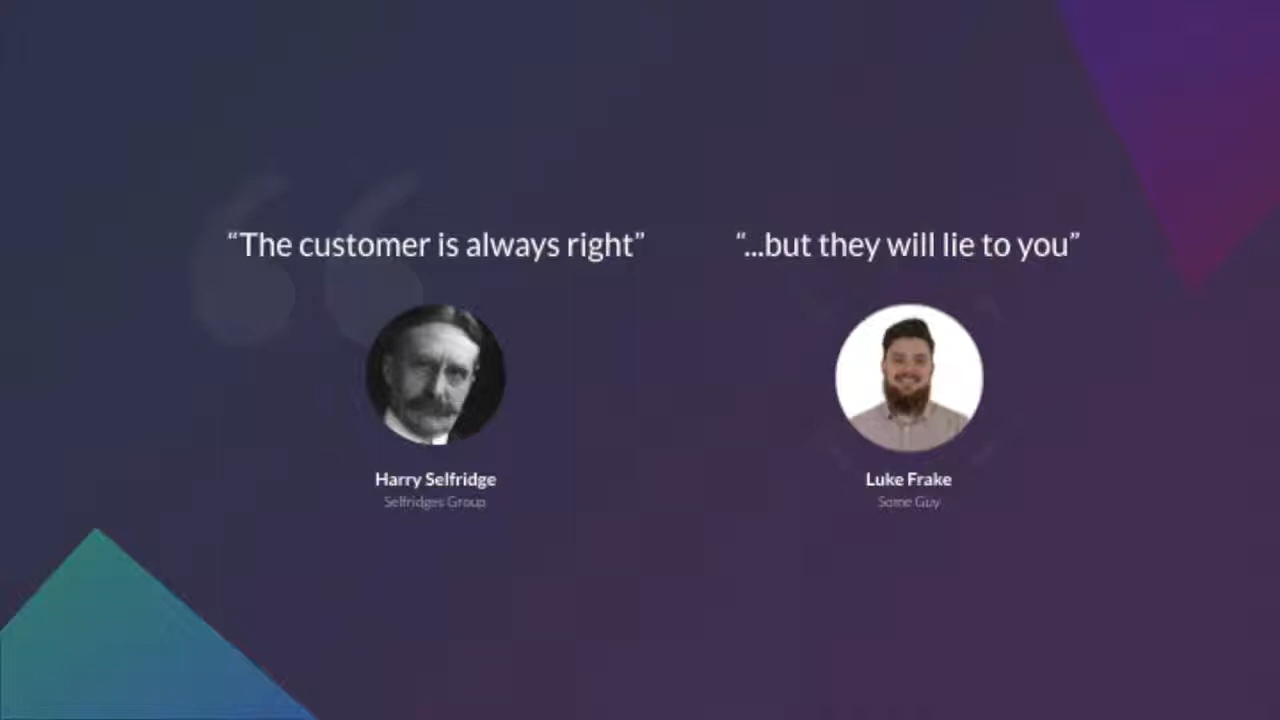 “The customer is always right”
Harry Selfridge
Selfridges Group
“...but they will lie to you”
Luke Frake
Some Guy